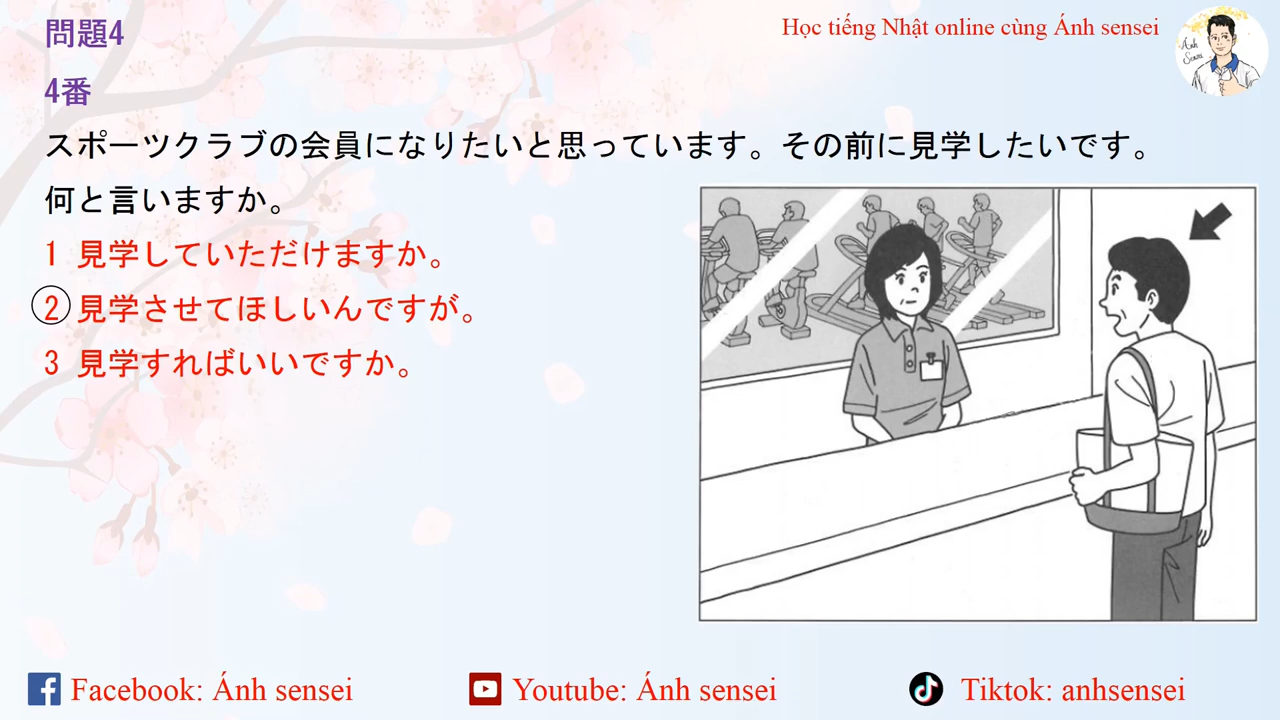 問題4
Học tiếng Nhật online cùng Ánh sensei
Ánh
Sensei
4番
スポーツクラブの会員になりたいと思っています。その前に見学したいです。
何と言いますか。
1 見学していただけますか。
2 見学させてほしいんですが。
3 見学すればいいですか。
Facebook: Ánh sensei
Youtube: Ánh sensei
Tiktok: anhsensei